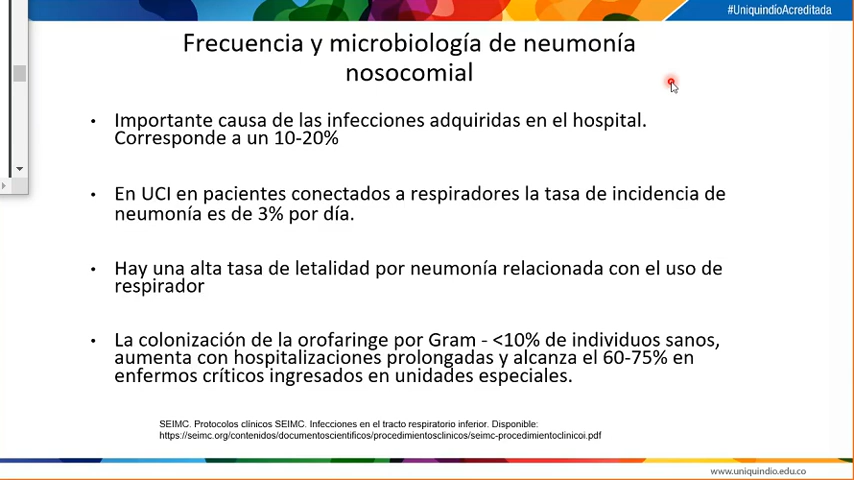 #UniquindioAcreditada
Frecuencia y microbiología de neumonía
nosocomial
• Importante causa de las infecciones adquiridas en el hospital.
Corresponde a un 10-20%
• En UCI en pacientes conectados a respiradores la tasa de incidencia de
neumonía es de 3% por día.
• Hay una alta tasa de letalidad por neumonía relacionada con el uso de
respirador
• La colonización de la orofaringe por Gram - <10% de individuos sanos,
aumenta con hospitalizaciones prolongadas y alcanza el 60-75% en
enfermos críticos ingresados en unidades especiales.
SEIMC. Protocolos clínicos SEIMC. Infecciones en el tracto respiratorio inferior. Disponible:
https://seimc.org/contenidos/documentoscientificos/procedimientosclinicos/seimc-procedimientoclinicoi.pdf
www.uniquindio.edu.co